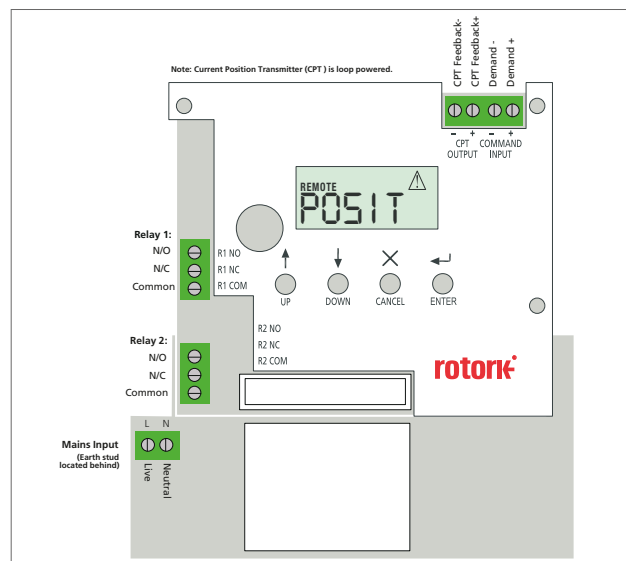 CPT Feedback-
CPT Feedback+
Demand -
Demand +
Note: Current Position Transmitter (CPT ) is loop powered.
– + – +
CPT OUTPUT
COMMAND INPUT
REMOTE
POSIT
Relay 1:
N/O R1 NO
N/C R1 NC
Common R1 COM
UP DOWN CANCEL ENTER
R2 NO
R2 NC
R2 COM
Relay 2:
N/O
N/C
Common
rotork
L N
Mains Input
(Earth stud
located behind)
Live
Neutral